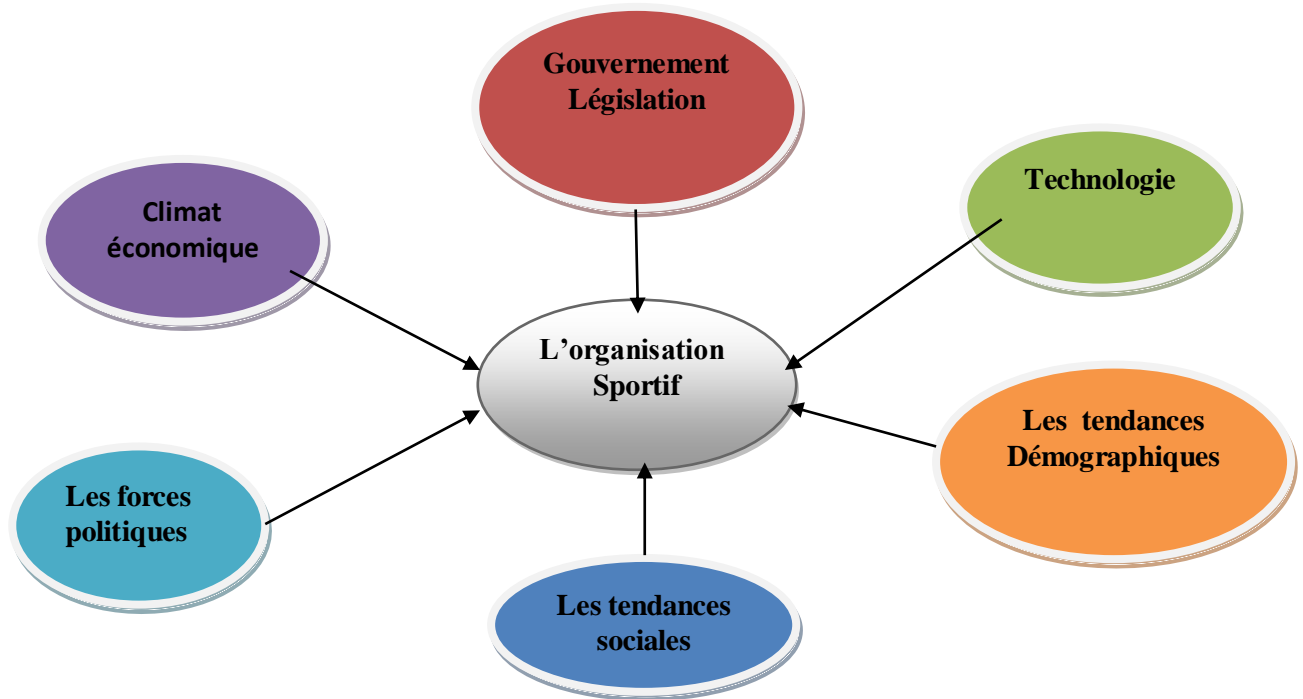 Gouvernement
Législation
Climat
économique
Technologie
L'organisation
Sportif
Les tendances
Démographiques
Les forces
politiques
Les tendances
sociales